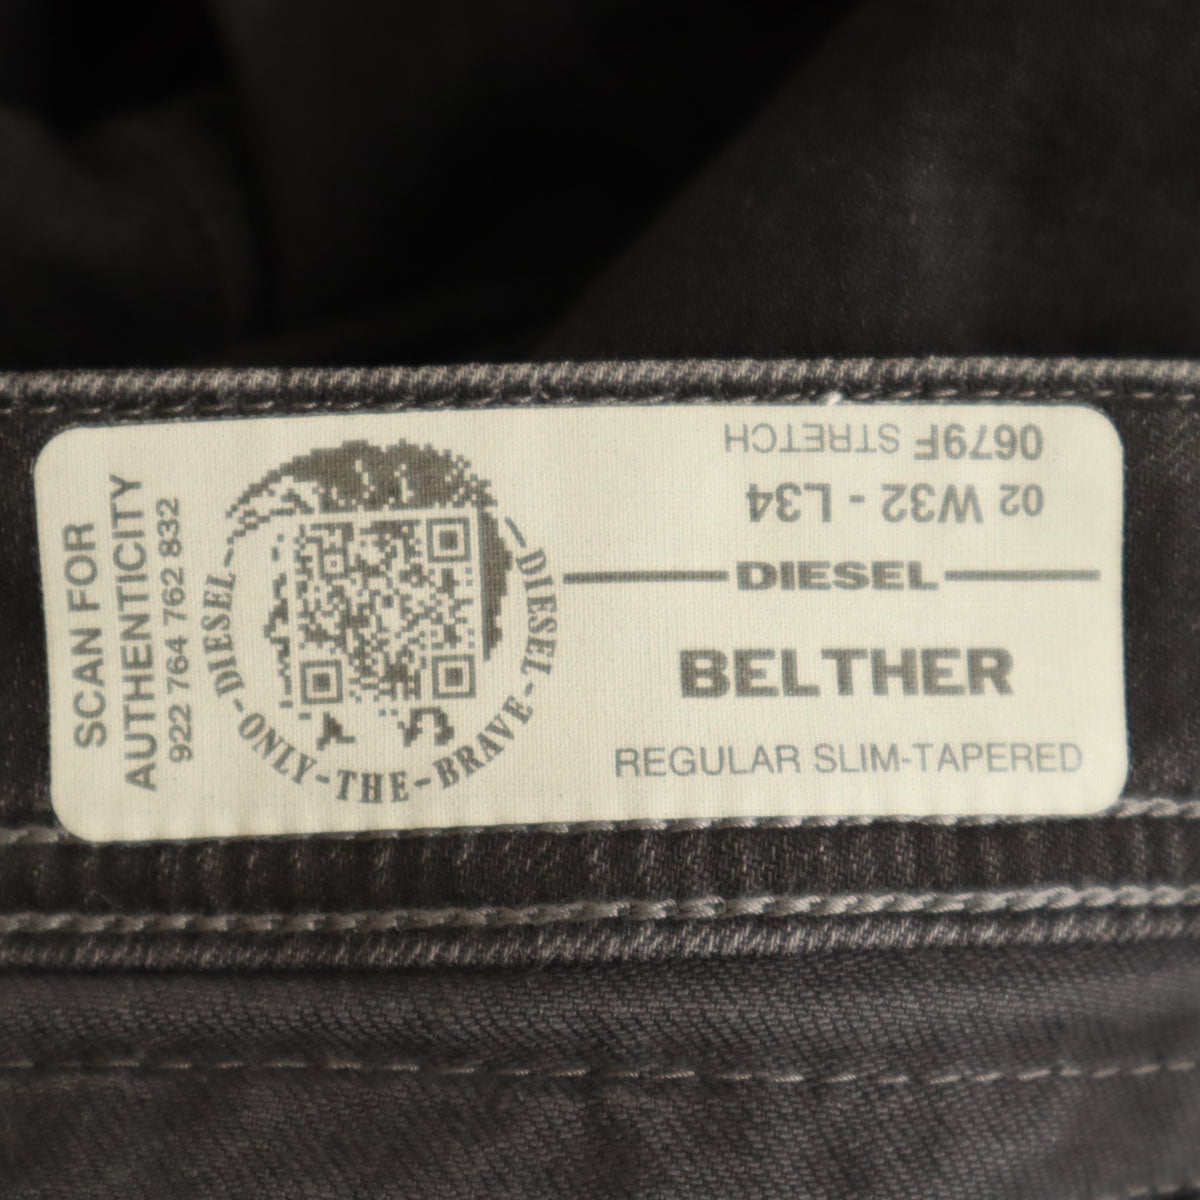 SCAN FOR
AUTHENTICITY
922 764 762 832
DIESEL-ONLY-THE-BRAVE-DIESEL
0679F STRETCH
02 W32 - L34
DIESEL
BELTHER
REGULAR SLIM-TAPERED